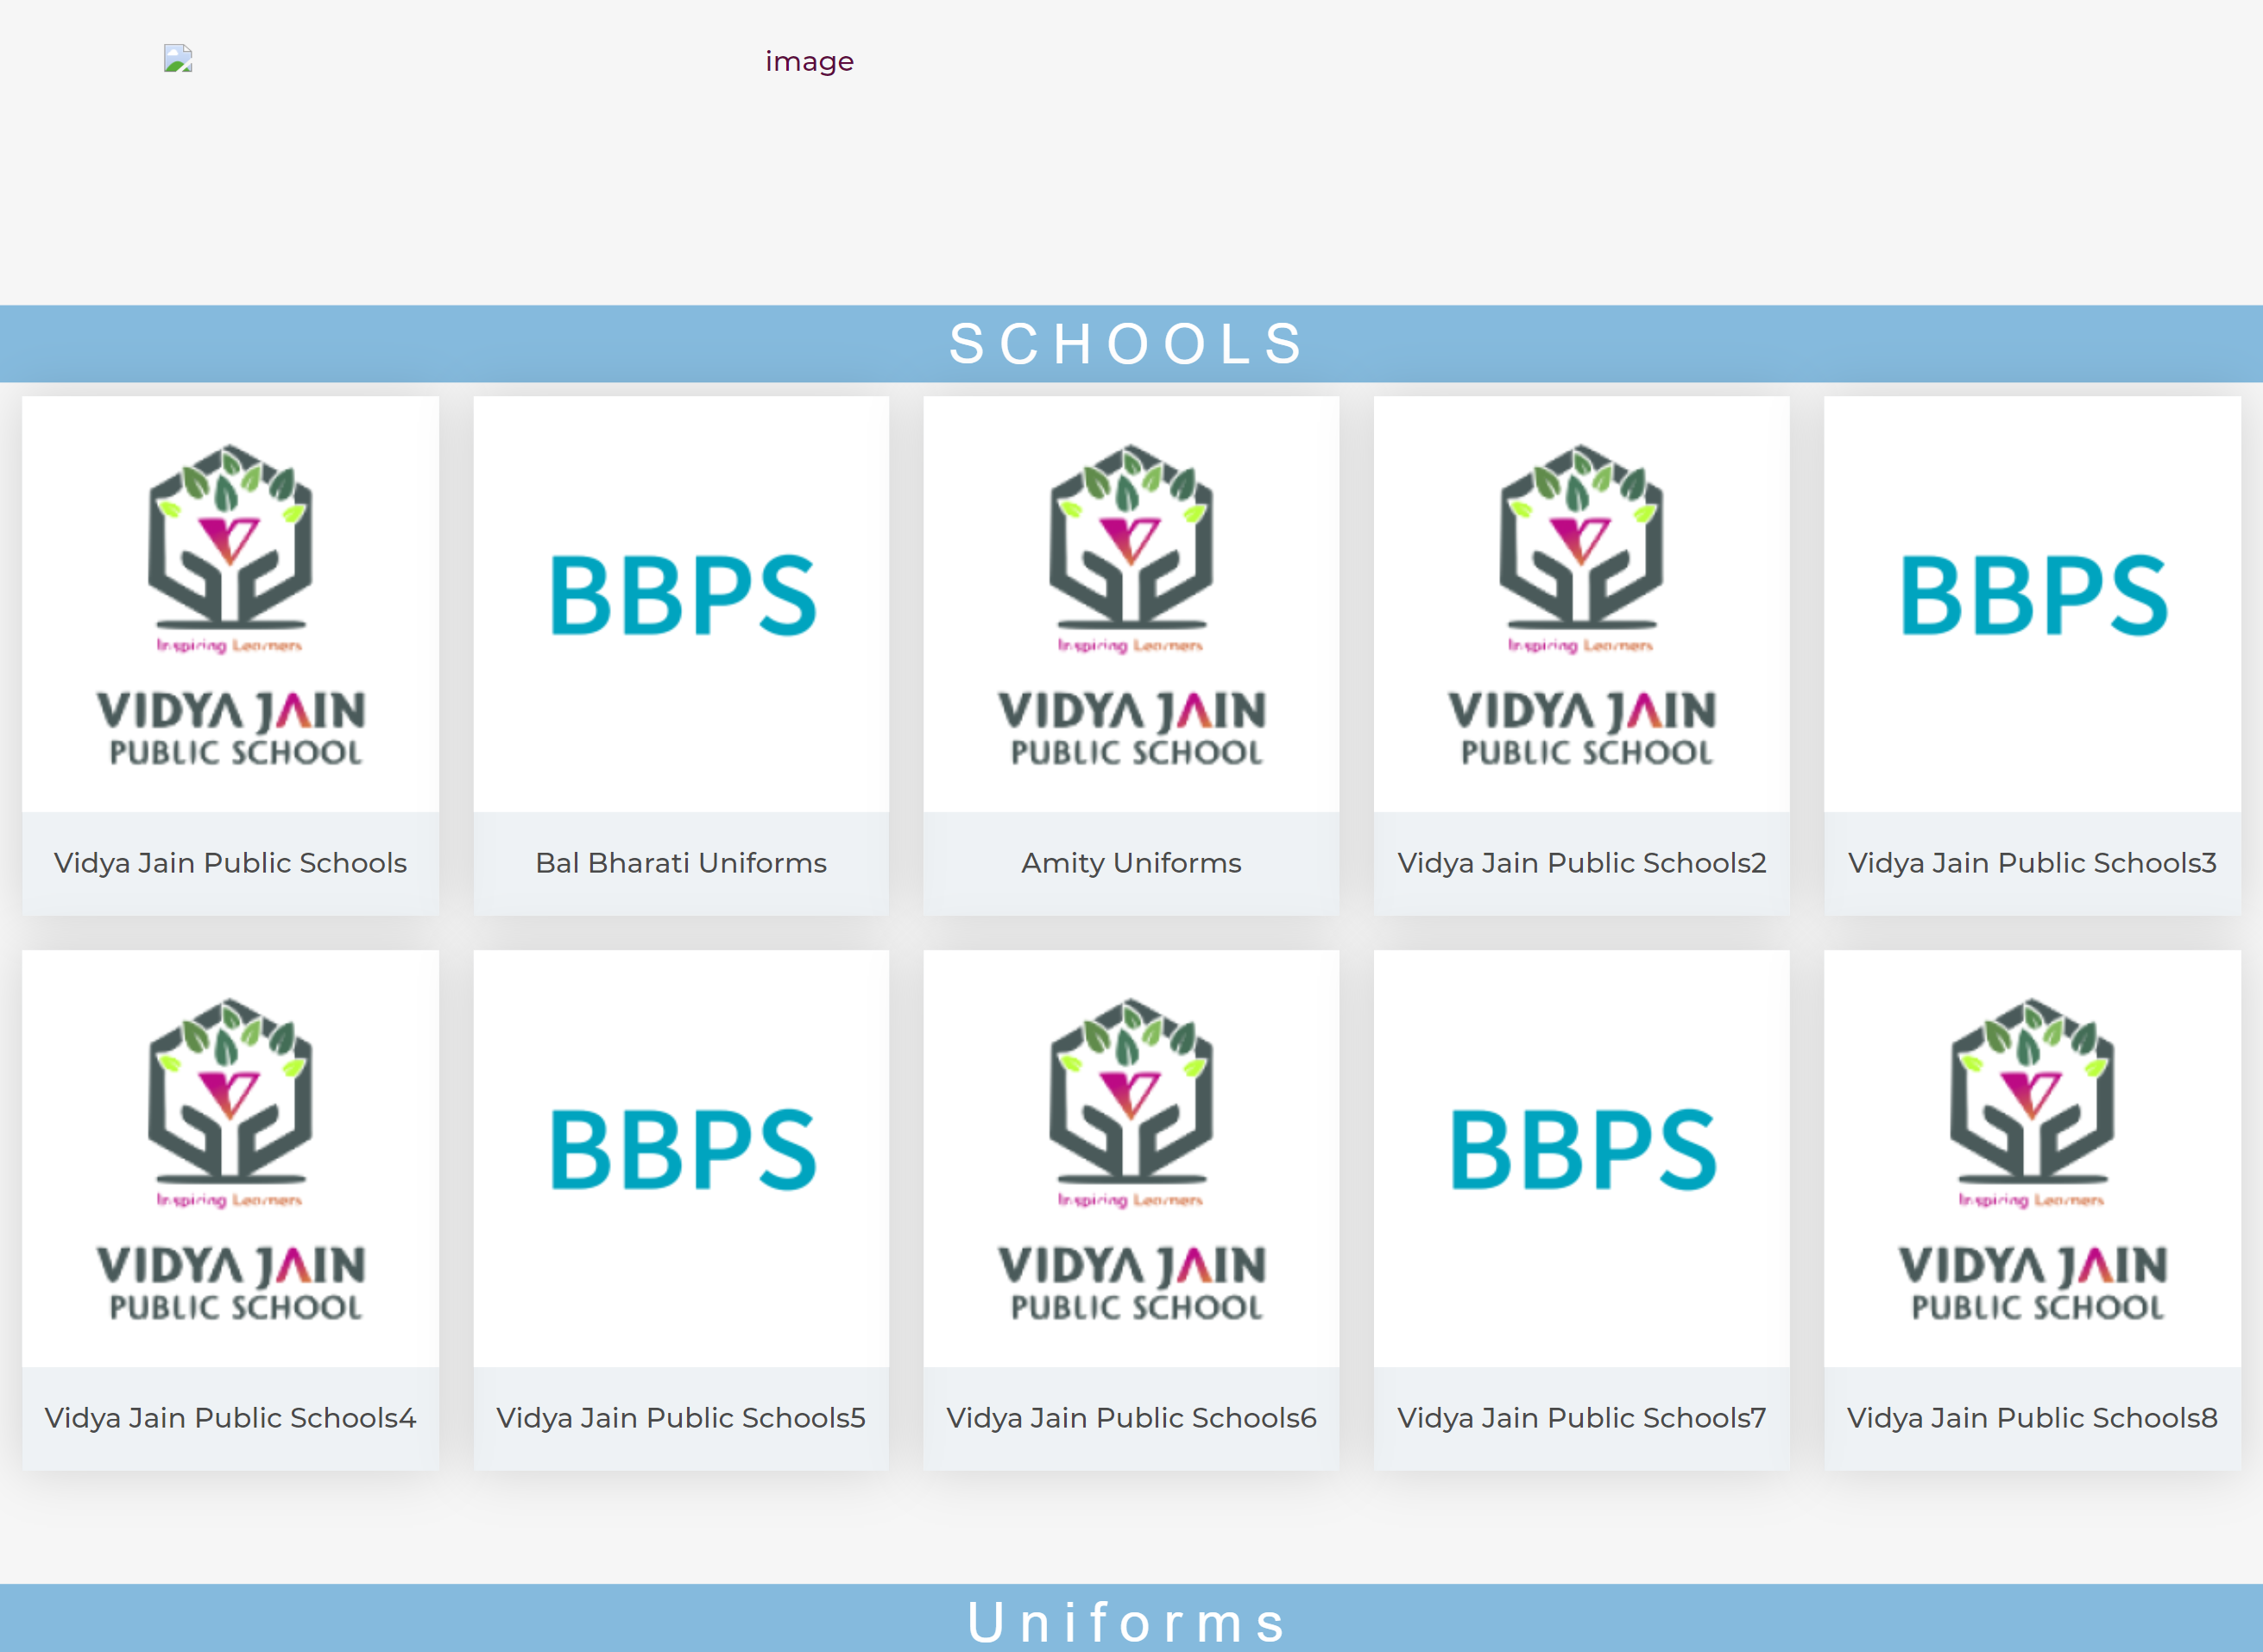 image
SCHOOLS
Inspiring Learners
VIDYA JAIN
PUBLIC SCHOOL
BBPS
Inspiring Learners
VIDYA JAIN
PUBLIC SCHOOL
Inspiring Learners
VIDYA JAIN
PUBLIC SCHOOL
BBPS
Vidya Jain Public Schools
Bal Bharati Uniforms
Amity Uniforms
Vidya Jain Public Schools2
Vidya Jain Public Schools3
Inspiring Learners
VIDYA JAIN
PUBLIC SCHOOL
BBPS
Inspiring Learners
VIDYA JAIN
PUBLIC SCHOOL
BBPS
Inspiring Learners
VIDYA JAIN
PUBLIC SCHOOL
Vidya Jain Public Schools4
Vidya Jain Public Schools5
Vidya Jain Public Schools6
Vidya Jain Public Schools7
Vidya Jain Public Schools8
Uniforms